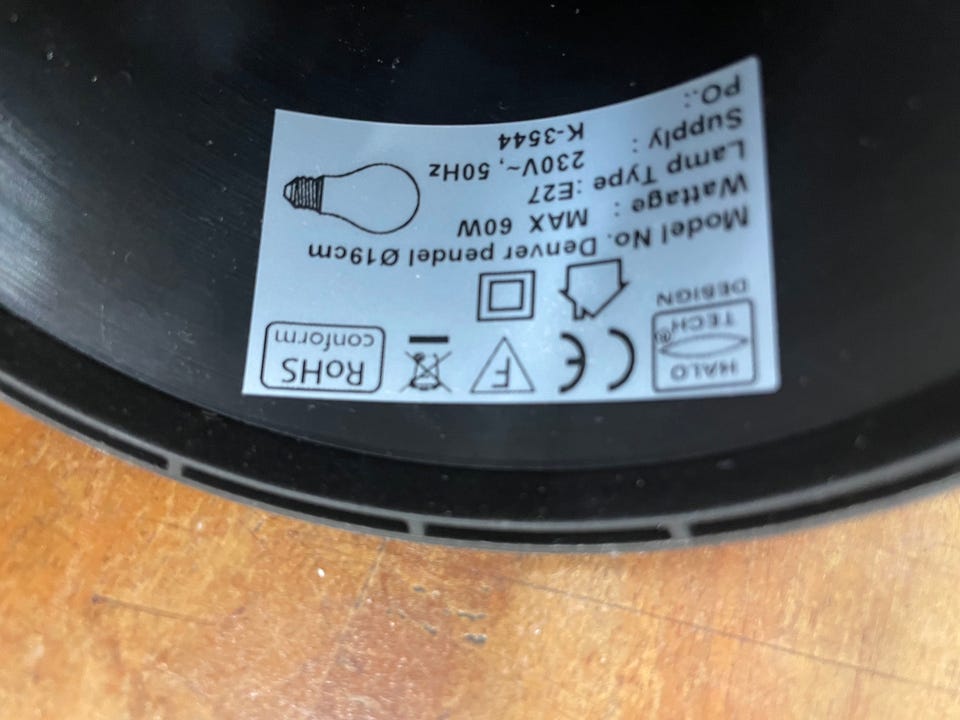 HALO
TECH®
DESIGN
CE
F
RoHS
conform
Model No. Denver pendel Ø19cm
Wattage : MAX 60W
Lamp Type :E27
Supply : 230V~, 50Hz
PO.: K-3544